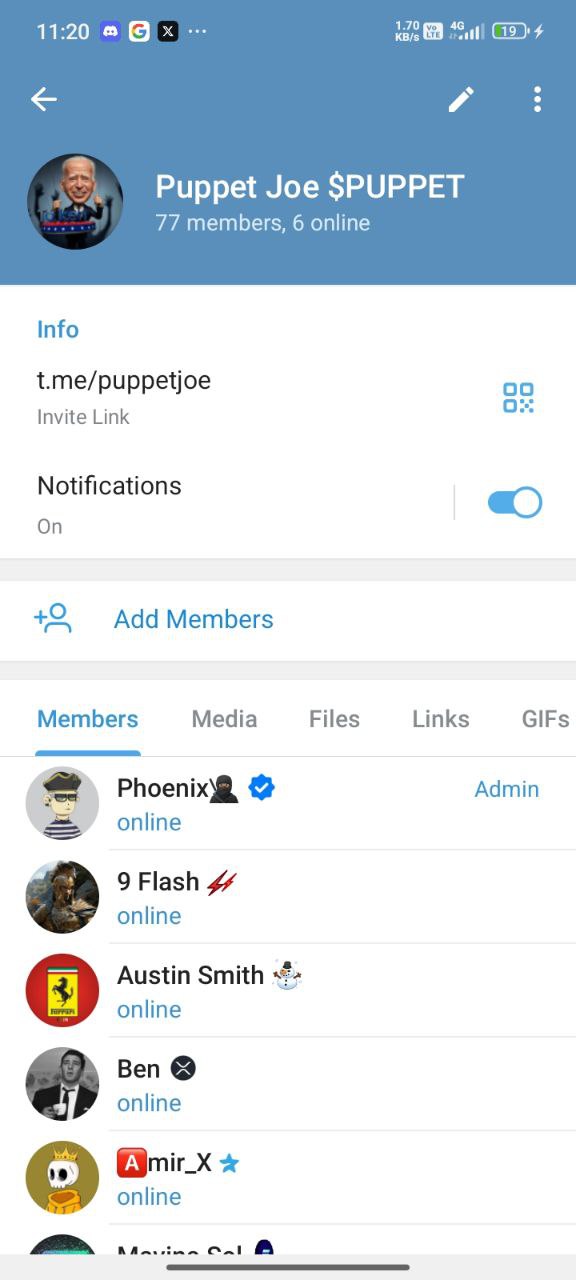 11:20
1.70 KB/s Vo LTE 4G 19
Puppet Joe $PUPPET
77 members, 6 online
Info
t.me/puppetjoe
Invite Link
Notifications
On
Add Members
Members Media Files Links GIFs
Phoenix🥷 Admin
online
9 Flash
online
Austin Smith ☃️
online
Ben
online
🅰️mir_X
online